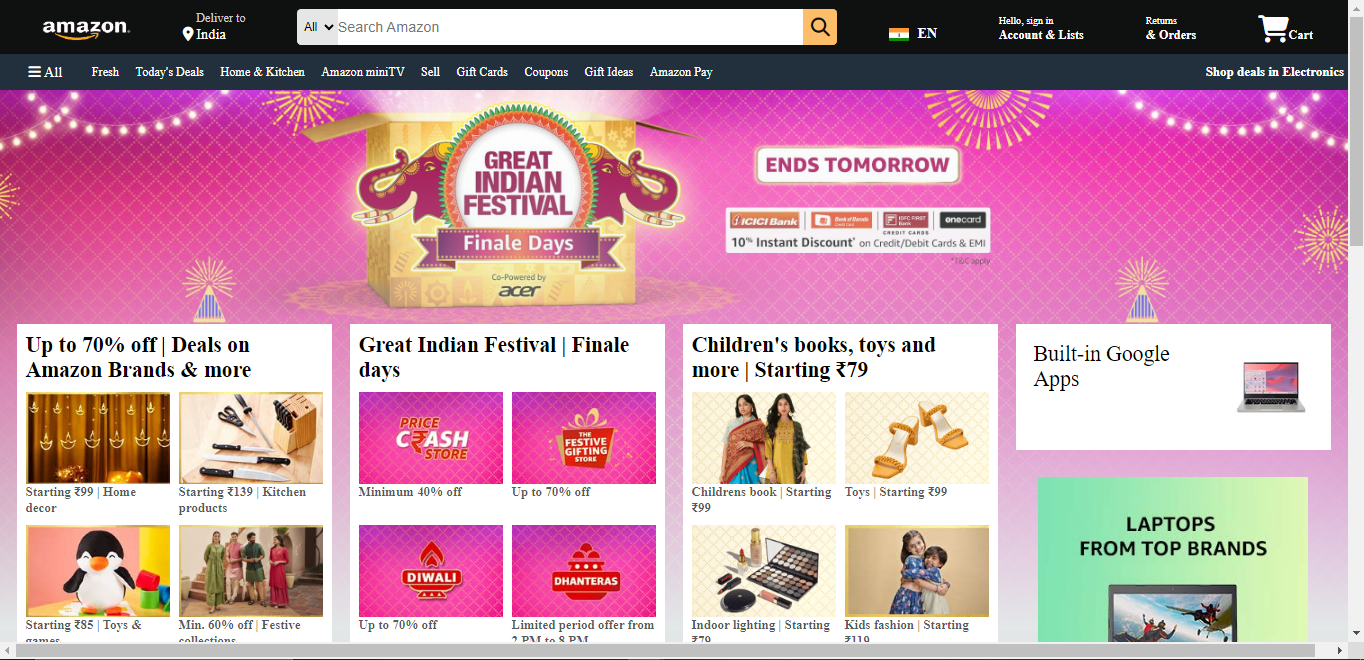 amazon
Deliver to
India
All
Search Amazon
EN
Hello, sign in
Account & Lists
Returns
& Orders
Cart
All
Fresh
Today's Deals
Home & Kitchen
Amazon miniTV
Sell
Gift Cards
Coupons
Gift Ideas
Amazon Pay
Shop deals in Electronics
GREAT
INDIAN
FESTIVAL
Finale Days
Co-Powered by
acer
ENDS TOMORROW
ICICI Bank
Bank of Baroda
IDFC FIRST
Bank
CREDIT CARDS
onecard
10% Instant Discount* on Credit/Debit Cards & EMI
*T&C apply
Up to 70% off | Deals on
Amazon Brands & more
Starting ₹99 | Home
decor
Starting ₹139 | Kitchen
products
Starting ₹85 | Toys &
games
Min. 60% off | Festive
collections
Great Indian Festival | Finale
days
PRICE
CRASH
STORE
Minimum 40% off
THE
FESTIVE
GIFTING
STORE
Up to 70% off
DIWALI
Up to 70% off
DHANTERAS
Limited period offer from
2 PM to 8 PM
Children's books, toys and
more | Starting ₹79
Childrens book | Starting
₹99
Toys | Starting ₹99
Indoor lighting | Starting
₹79
Kids fashion | Starting
₹119
Built-in Google
Apps
LAPTOPS
FROM TOP BRANDS